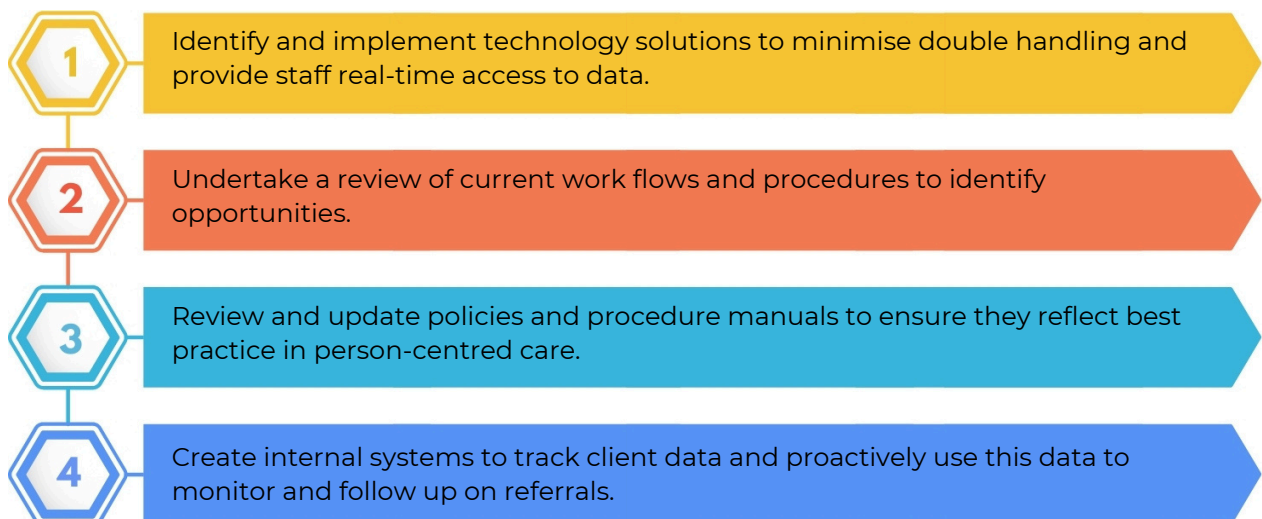 1
Identify and implement technology solutions to minimise double handling and
provide staff real-time access to data.
2
Undertake a review of current work flows and procedures to identify
opportunities.
3
Review and update policies and procedure manuals to ensure they reflect best
practice in person-centred care.
4
Create internal systems to track client data and proactively use this data to
monitor and follow up on referrals.